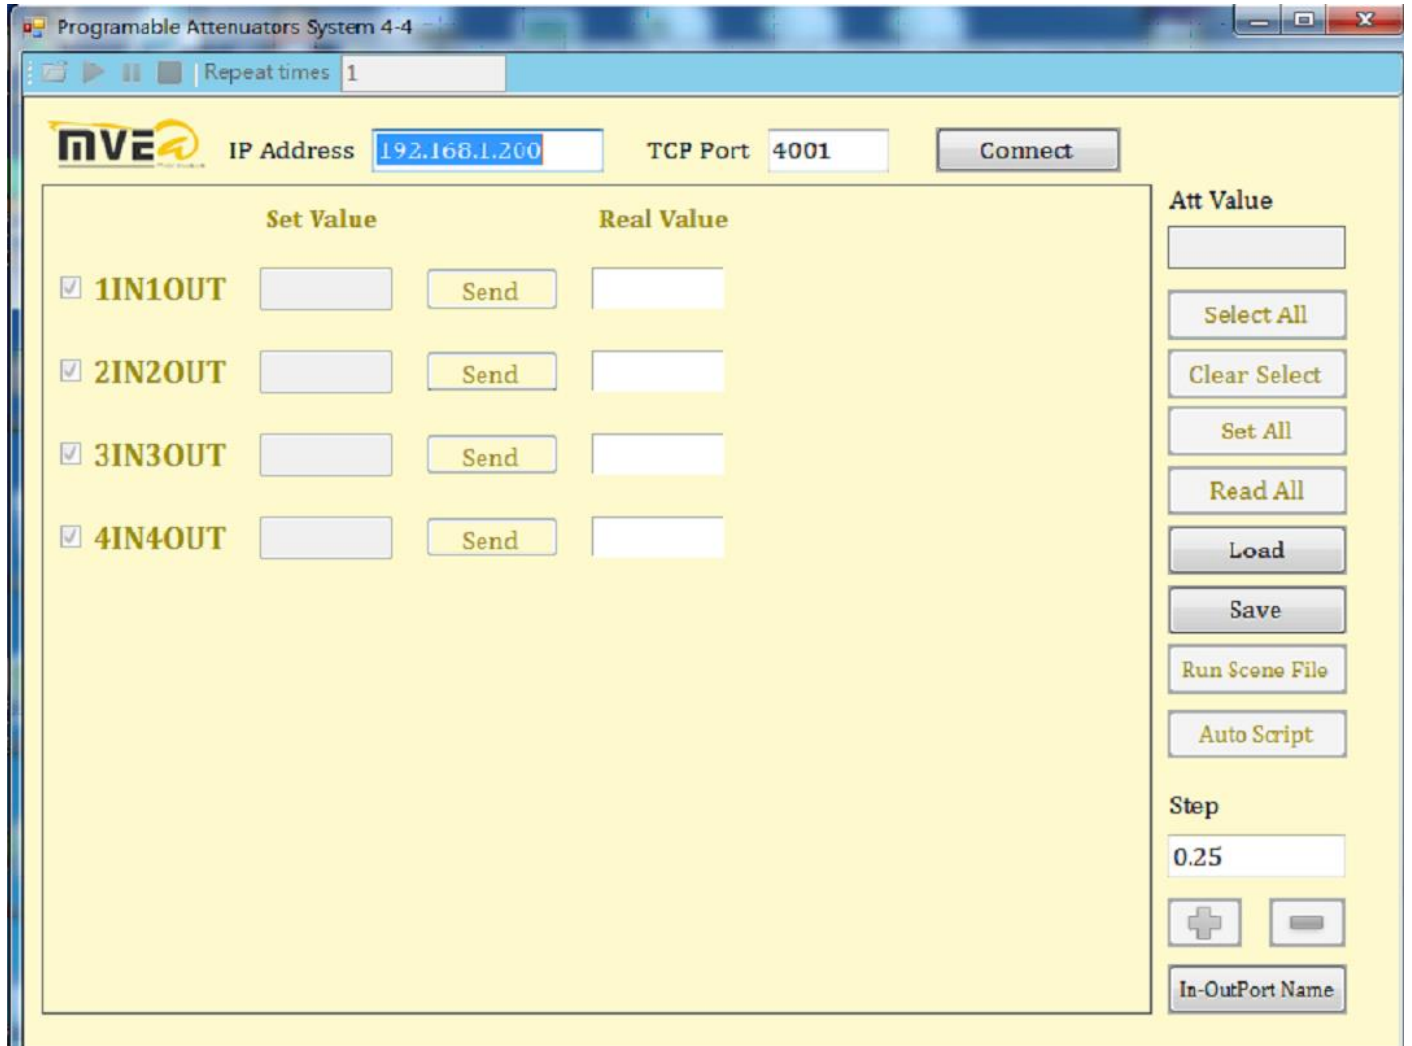 Programable Attenuators System 4-4
Repeat times 1
MVE IP Address 192.168.1.200 TCP Port 4001 Connect
Set Value Real Value
1IN1OUT Send
2IN2OUT Send
3IN3OUT Send
4IN4OUT Send
Att Value
Select All
Clear Select
Set All
Read All
Load
Save
Run Scene File
Auto Script
Step
0.25
In-OutPort Name